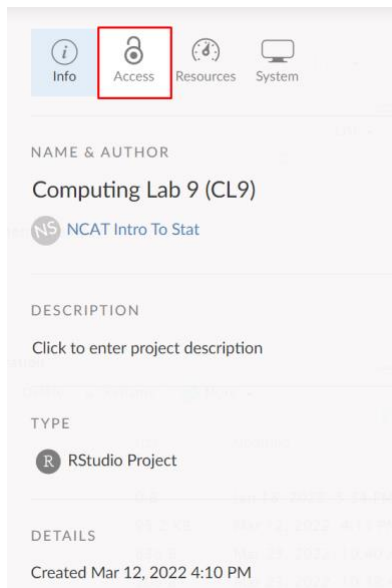 Info Access Resources System
NAME & AUTHOR
Computing Lab 9 (CL9)
NS NCAT Intro To Stat
DESCRIPTION
Click to enter project description
TYPE
R RStudio Project
DETAILS
Created Mar 12, 2022 4:10 PM